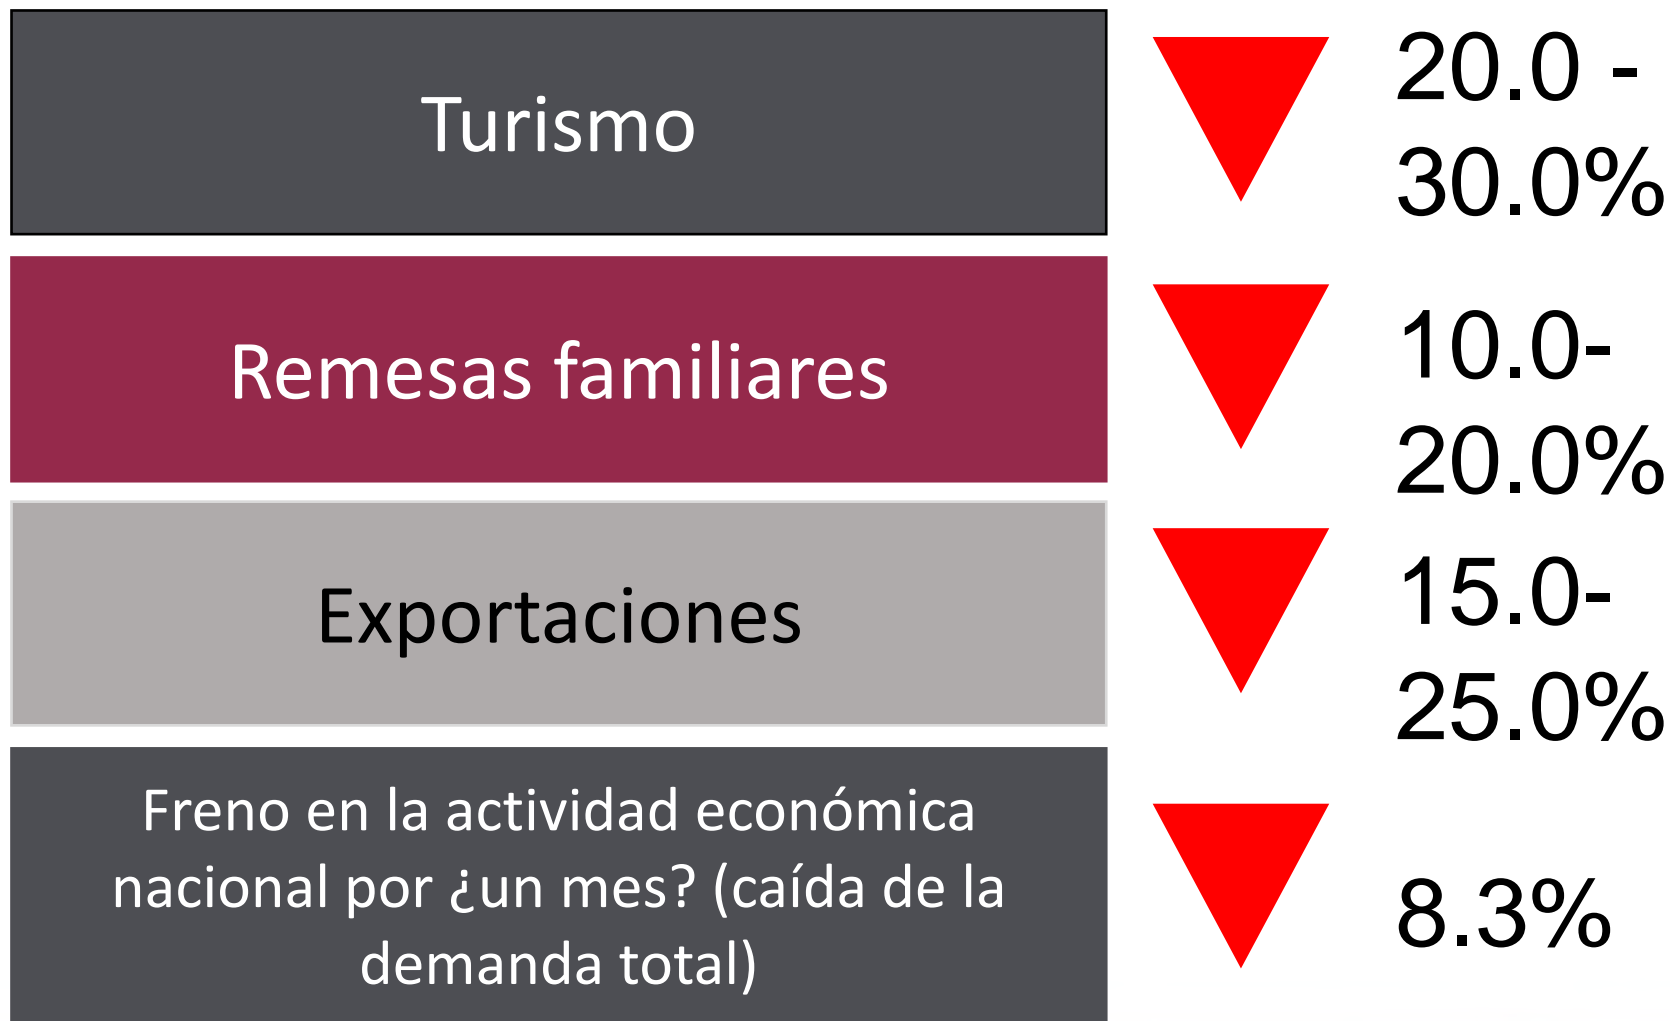 Turismo
20.0 -
30.0%
Remesas familiares
10.0-
20.0%
Exportaciones
15.0-
25.0%
Freno en la actividad económica
nacional por ¿un mes? (caída de la
demanda total)
8.3%